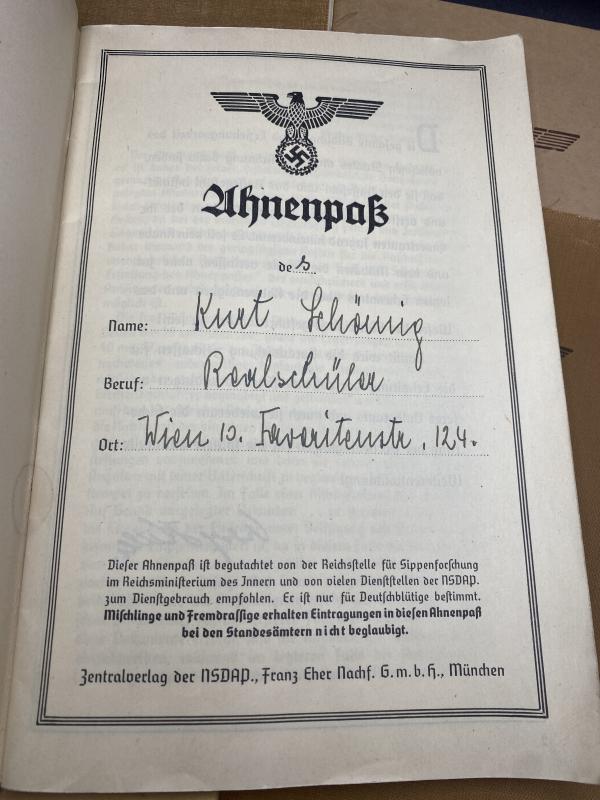 Ahnenpaß
des
Name: Kurt Schönig
Beruf: Realschüler
Ort: Wien 10. Favoritenstr. 124.
Dieser Ahnenpaß ist begutachtet von der Reichstelle für Sippenforschung
im Reichsministerium des Innern und von vielen Dienststellen der NSDAP.
zum Dienstgebrauch empfohlen. Er ist nur für Deutschblütige bestimmt.
Mischlinge und Fremdrassige erhalten Eintragungen in diesen Ahnenpaß
bei den Standesämtern nicht beglaubigt.
Zentralverlag der NSDAP., Franz Eher Nachf. G.m.b.H., München